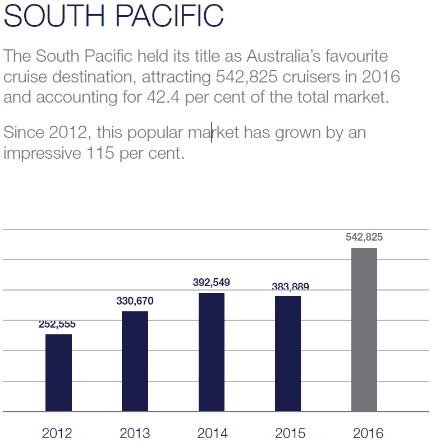 SOUTH PACIFIC
The South Pacific held its title as Australia's favourite
cruise destination, attracting 542,825 cruisers in 2016
and accounting for 42.4 per cent of the total market.
Since 2012, this popular market has grown by an
impressive 115 per cent.
542,825
392,549
383,889
330,670
252,555
2012 2013 2014 2015 2016